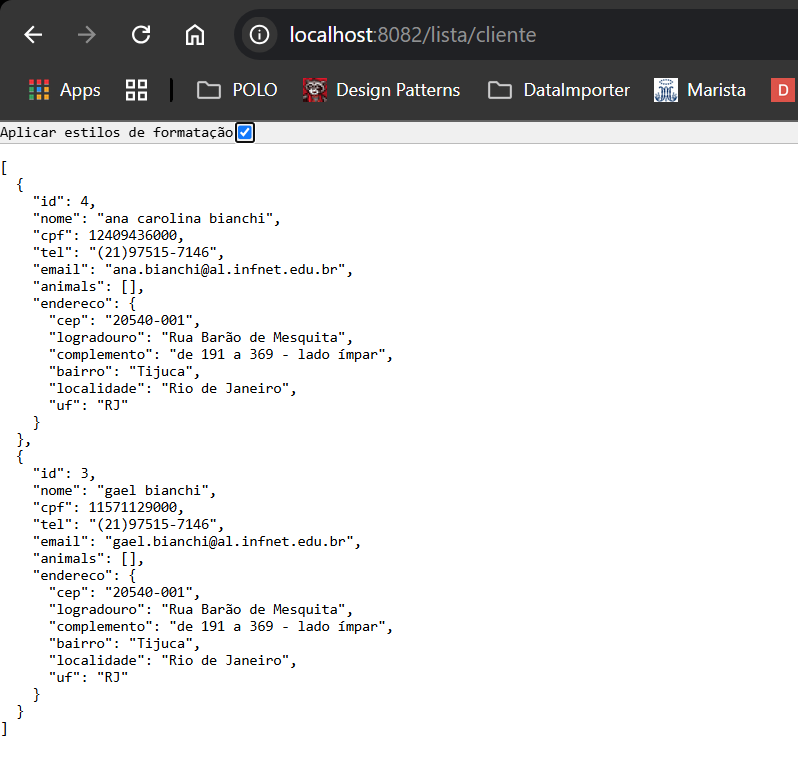 localhost:8082/lista/cliente
Apps POLO Design Patterns DataImporter Marista D
Aplicar estilos de formatação
[
  {
    "id": 4,
    "nome": "ana carolina bianchi",
    "cpf": 12409436000,
    "tel": "(21)97515-7146",
    "email": "ana.bianchi@al.infnet.edu.br",
    "animals": [],
    "endereco": {
      "cep": "20540-001",
      "logradouro": "Rua Barão de Mesquita",
      "complemento": "de 191 a 369 - lado ímpar",
      "bairro": "Tijuca",
      "localidade": "Rio de Janeiro",
      "uf": "RJ"
    }
  },
  {
    "id": 3,
    "nome": "gael bianchi",
    "cpf": 11571129000,
    "tel": "(21)97515-7146",
    "email": "gael.bianchi@al.infnet.edu.br",
    "animals": [],
    "endereco": {
      "cep": "20540-001",
      "logradouro": "Rua Barão de Mesquita",
      "complemento": "de 191 a 369 - lado ímpar",
      "bairro": "Tijuca",
      "localidade": "Rio de Janeiro",
      "uf": "RJ"
    }
  }
]